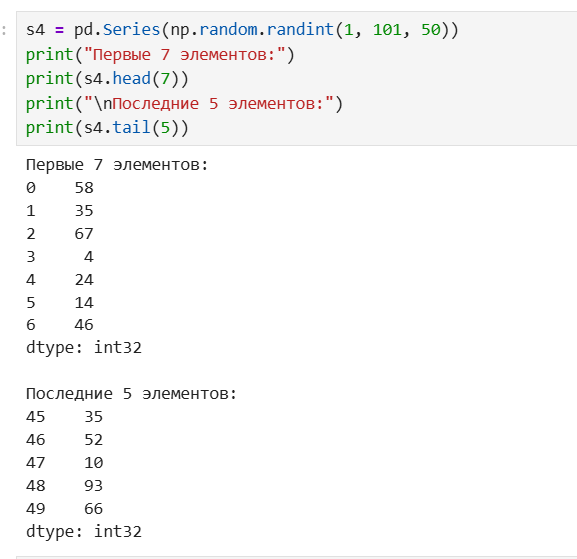 :
s4 = pd.Series(np.random.randint(1, 101, 50))
print("Первые 7 элементов:")
print(s4.head(7))
print("\nПоследние 5 элементов:")
print(s4.tail(5))
Первые 7 элементов:
0    58
1    35
2    67
3     4
4    24
5    14
6    46
dtype: int32

Последние 5 элементов:
45    35
46    52
47    10
48    93
49    66
dtype: int32